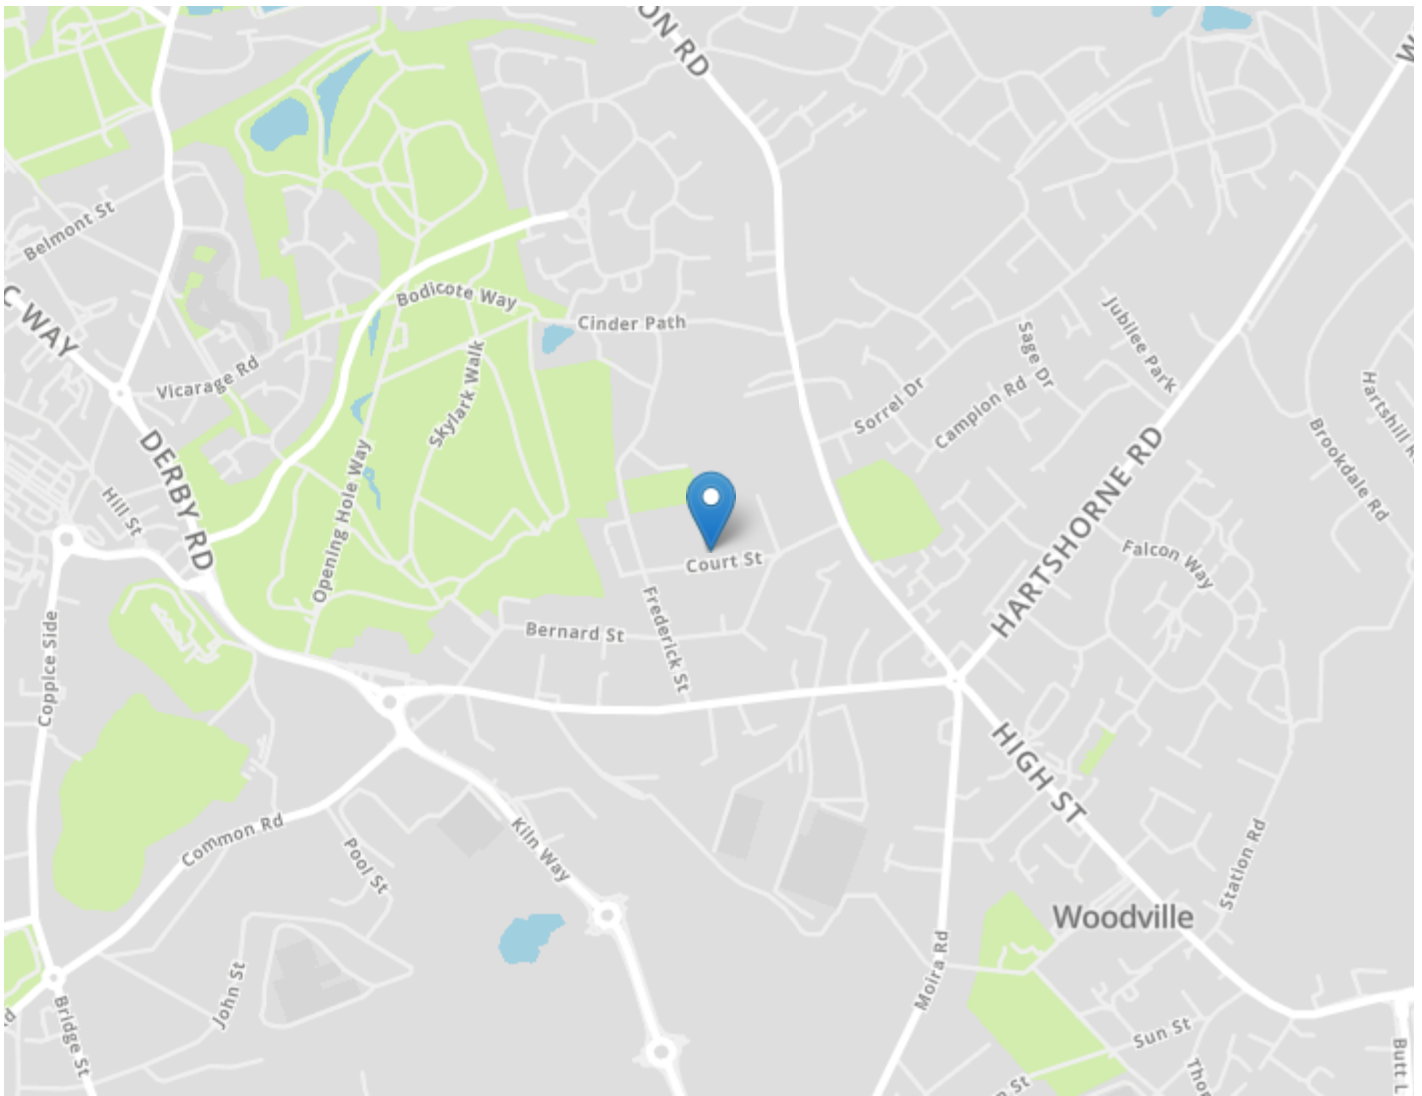 ON RD
Belmont St
C WAY
Bodicote Way
Cinder Path
Vicarage Rd
Skylark Walk
Sage Dr
Jubilee Park
Sorrel Dr
Campion Rd
Hartshill R
Brookdale Rd
HARTSHORNE RD
DERBY RD
Hill St
Opening Hole Way
Court St
Falcon Way
Frederick St
Bernard St
Coppice Side
HIGH ST
Common Rd
Pool St
Kiln Way
Station Rd
Woodville
Moira Rd
John St
Bridge St
Sun St
Thor
Butt L